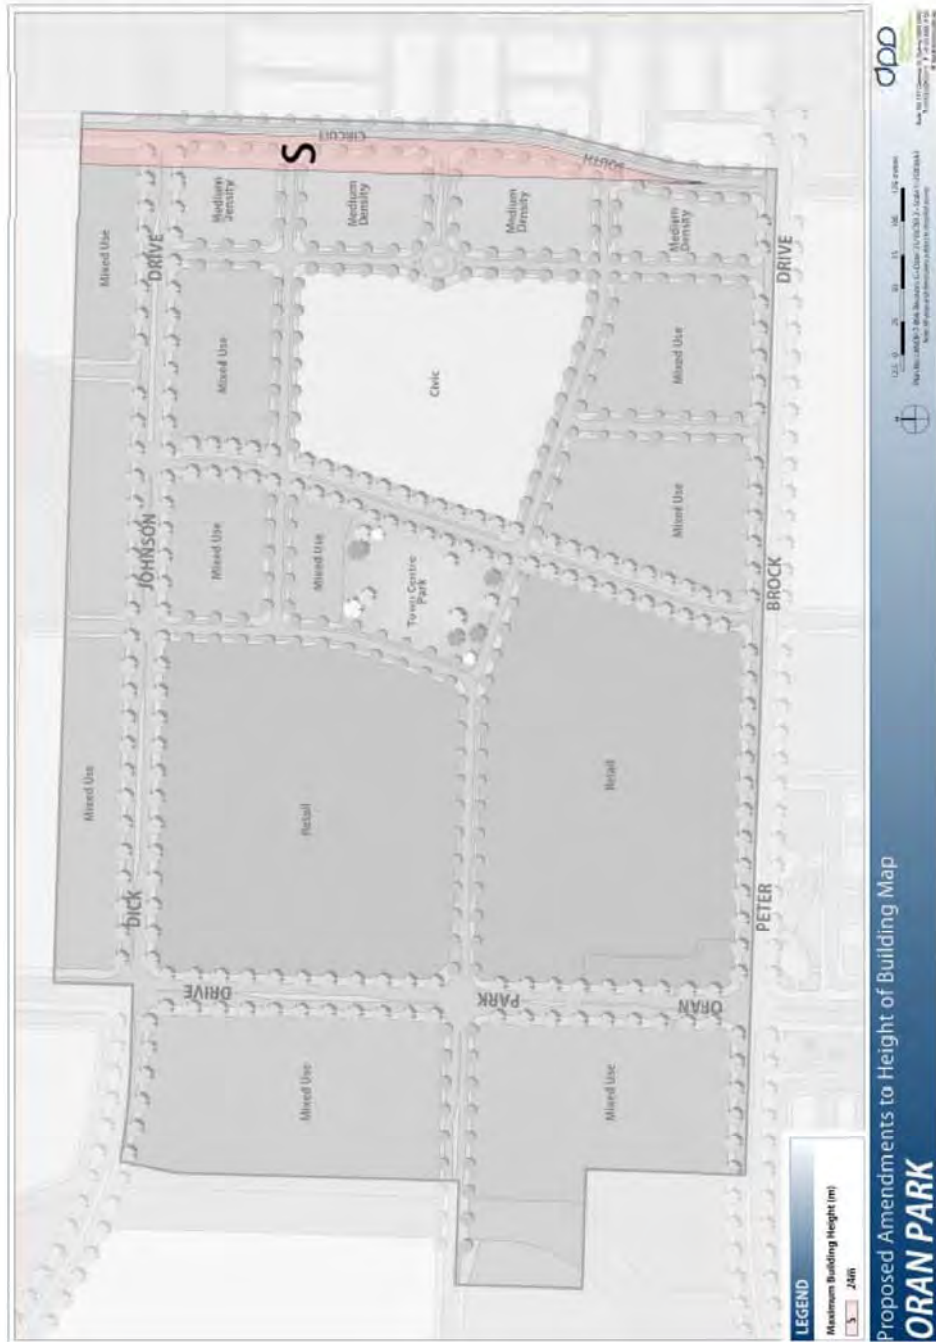 CIRCUIT
SOUTH
S
Medium
Density
Medium
Density
Medium
Density
Medium
Density
Mixed Use
DRIVE
DRIVE
Mixed Use
Civic
Mixed Use
JOHNSON
Mixed Use
Mixed Use
Town Centre
Park
Mixed Use
BROCK
Mixed Use
Retail
Retail
DICK
PETER
DRIVE
PARK
ORAN
Mixed Use
Mixed Use
LEGEND
Maximum Building Height (m)
S 24m
Proposed Amendments to Height of Building Map
ORAN PARK